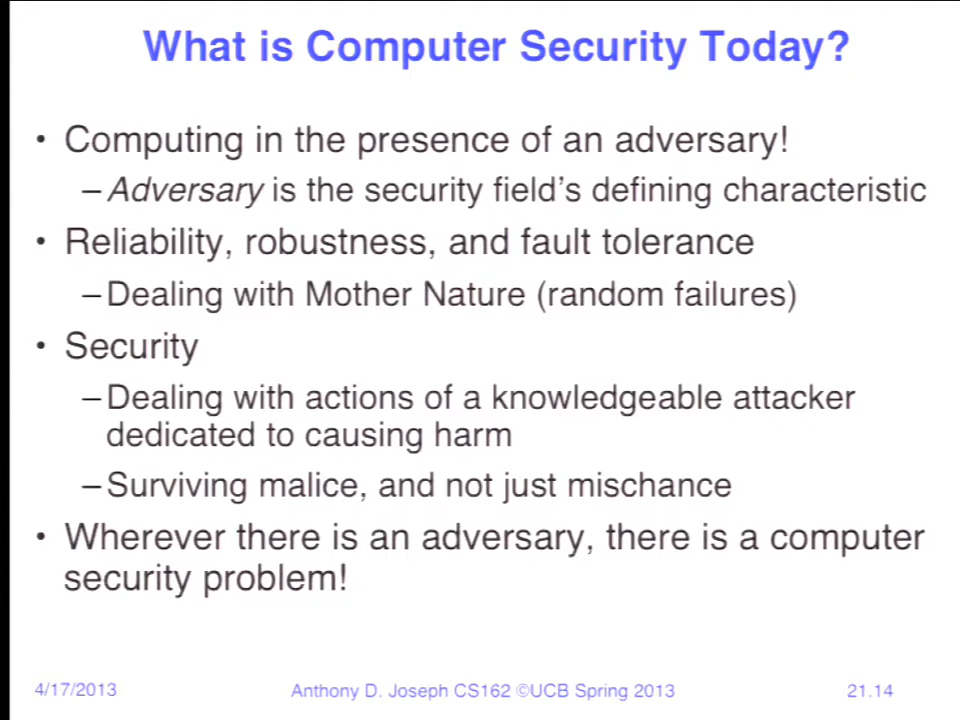 What is Computer Security Today?
• Computing in the presence of an adversary!
–Adversary is the security field's defining characteristic
• Reliability, robustness, and fault tolerance
–Dealing with Mother Nature (random failures)
• Security
–Dealing with actions of a knowledgeable attacker
dedicated to causing harm
–Surviving malice, and not just mischance
• Wherever there is an adversary, there is a computer
security problem!
4/17/2013 Anthony D. Joseph CS162 ©UCB Spring 2013 21.14